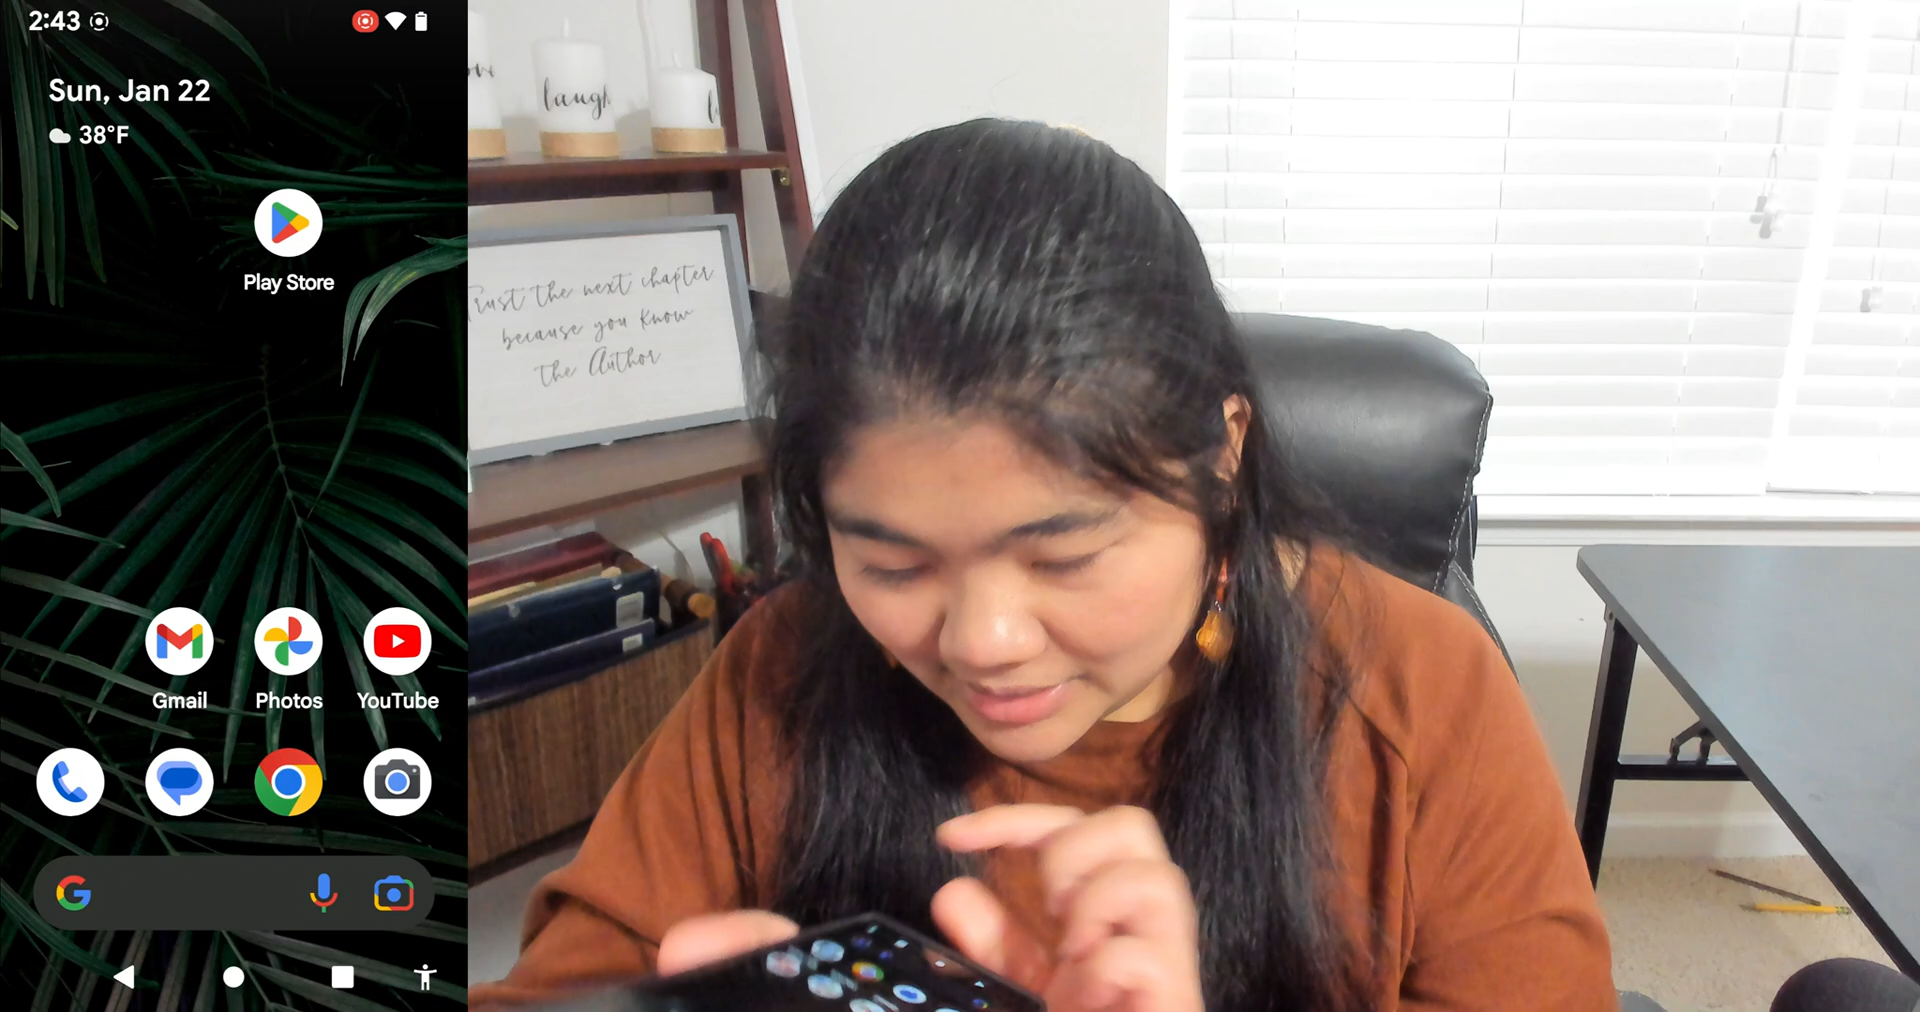 2:43
Sun, Jan 22
38°F
Play Store
Gmail
Photos
YouTube
laugh
Trust the next chapter
because you know
the Author